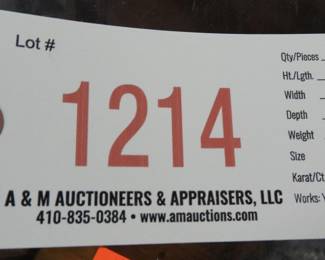 Lot #
1214
A & M AUCTIONEERS & APPRAISERS, LLC
410-835-0384 • www.amauctions.com
Qty/Pieces
Ht./Lgth.
Width
Depth
Weight
Size
Karat/Ct
Works: